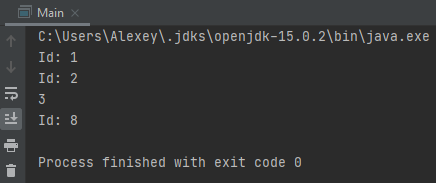 Main
C:\Users\Alexey\.jdks\openjdk-15.0.2\bin\java.exe
Id: 1
Id: 2
3
Id: 8
Process finished with exit code 0